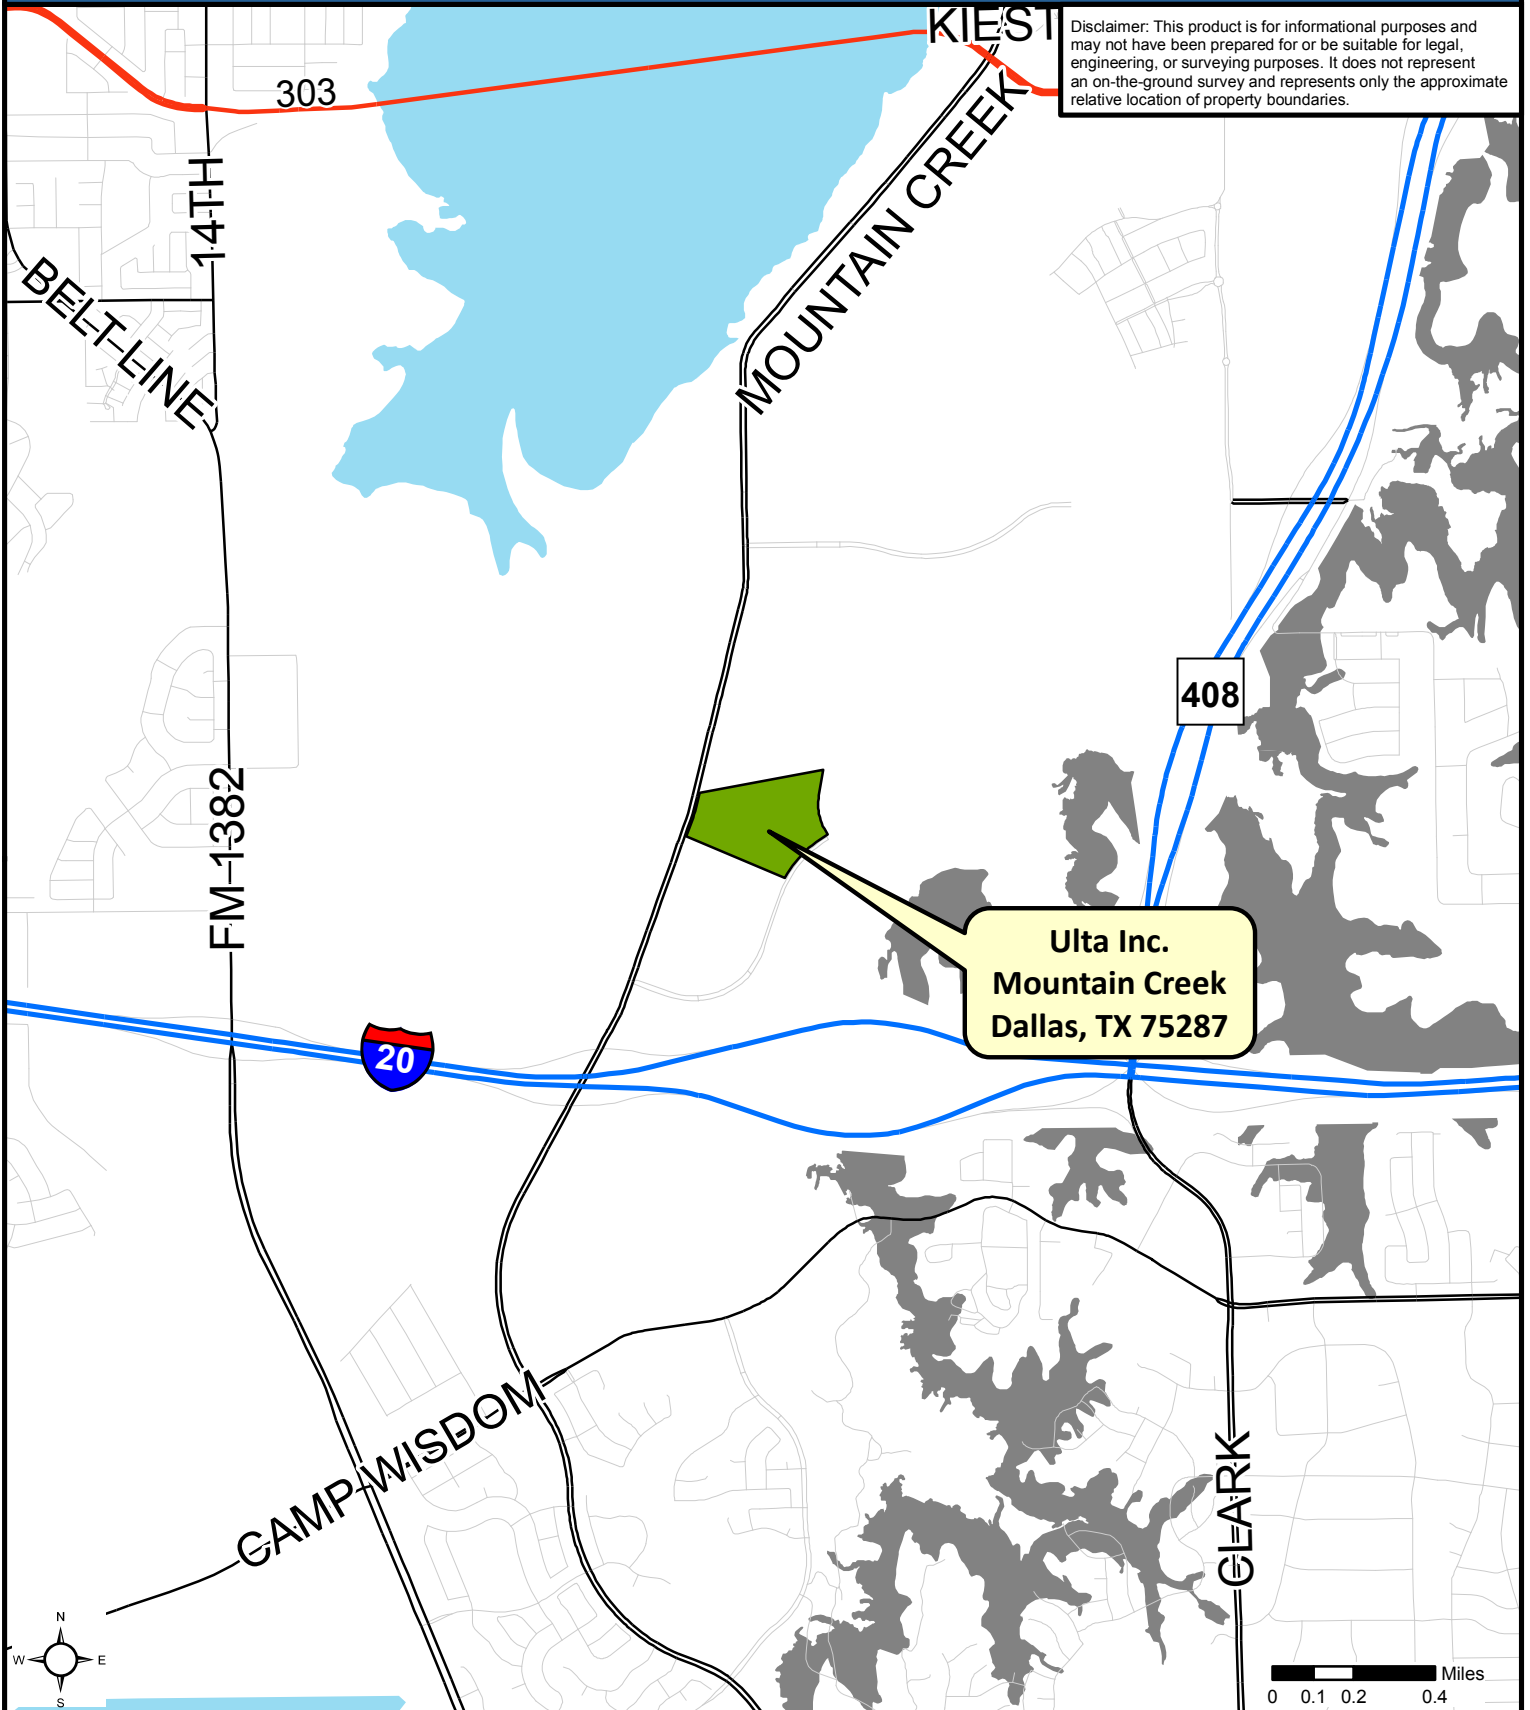 KIEST
Disclaimer: This product is for informational purposes and
may not have been prepared for or be suitable for legal,
engineering, or surveying purposes. It does not represent
an on-the-ground survey and represents only the approximate
relative location of property boundaries.
303
MOUNTAIN CREEK
14TH
BELT LINE
408
FM 1382
Ulta Inc.
Mountain Creek
Dallas, TX 75287
20
CAMP WISDOM
CLARK
N
W E
S
Miles
0 0.1 0.2 0.4